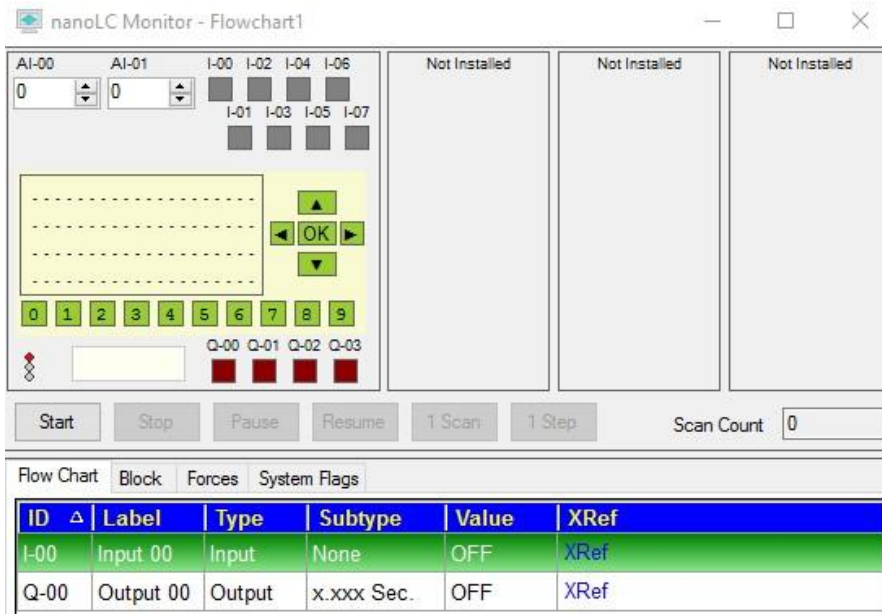 nanoLC Monitor - Flowchart1
AI-00 AI-01 I-00 I-02 I-04 I-06
0 0
I-01 I-03 I-05 I-07
Not Installed Not Installed Not Installed
OK
0 1 2 3 4 5 6 7 8 9
Q-00 Q-01 Q-02 Q-03
Start Stop Pause Resume 1 Scan 1 Step Scan Count 0
Flow Chart Block Forces System Flags
ID Label Type Subtype Value XRef
I-00 Input 00 Input None OFF XRef
Q-00 Output 00 Output x.xxx Sec. OFF XRef